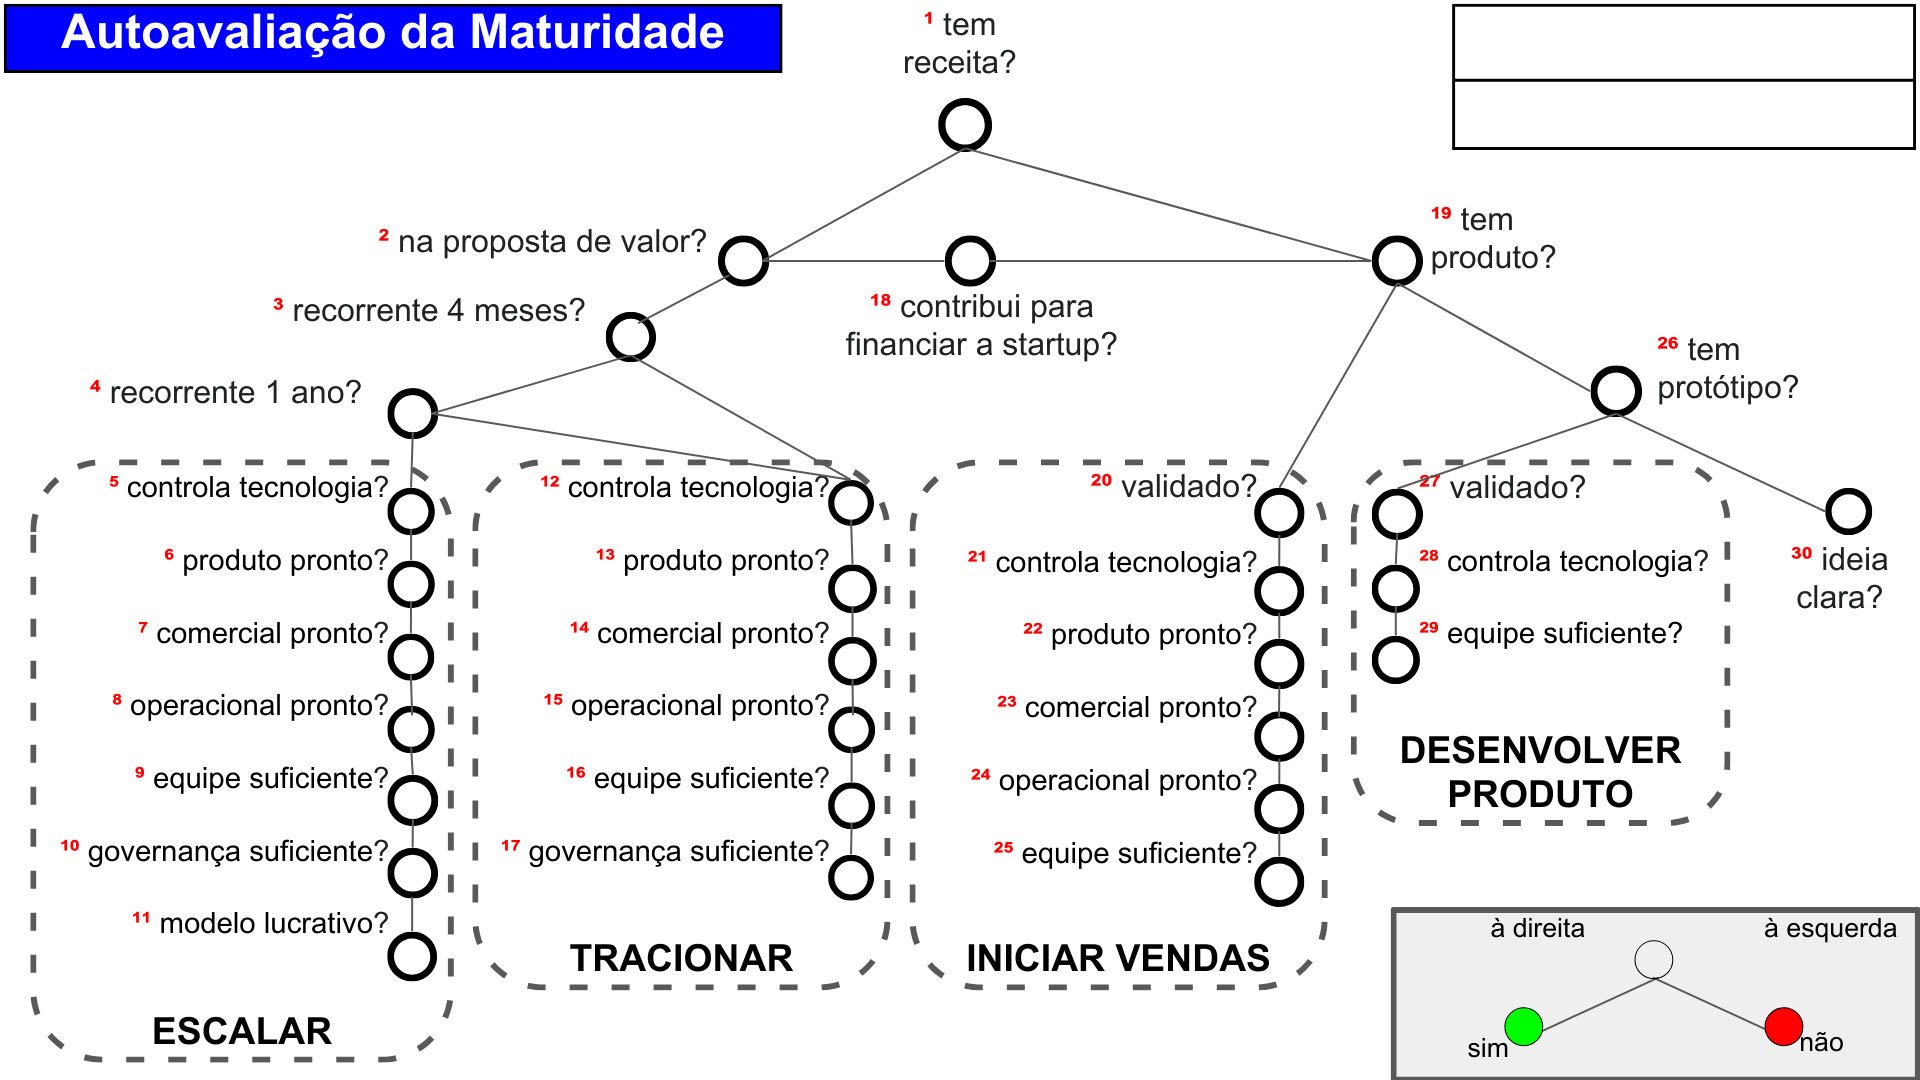 Autoavaliação da Maturidade
1 tem
receita?
2 na proposta de valor?
3 recorrente 4 meses?
4 recorrente 1 ano?
18 contribui para
financiar a startup?
19 tem
produto?
26 tem
protótipo?
5 controla tecnologia?
6 produto pronto?
7 comercial pronto?
8 operacional pronto?
9 equipe suficiente?
10 governança suficiente?
11 modelo lucrativo?
ESCALAR
12 controla tecnologia?
13 produto pronto?
14 comercial pronto?
15 operacional pronto?
16 equipe suficiente?
17 governança suficiente?
TRACIONAR
20 validado?
21 controla tecnologia?
22 produto pronto?
23 comercial pronto?
24 operacional pronto?
25 equipe suficiente?
INICIAR VENDAS
27 validado?
28 controla tecnologia?
29 equipe suficiente?
DESENVOLVER
PRODUTO
30 ideia
clara?
à direita
à esquerda
sim
não